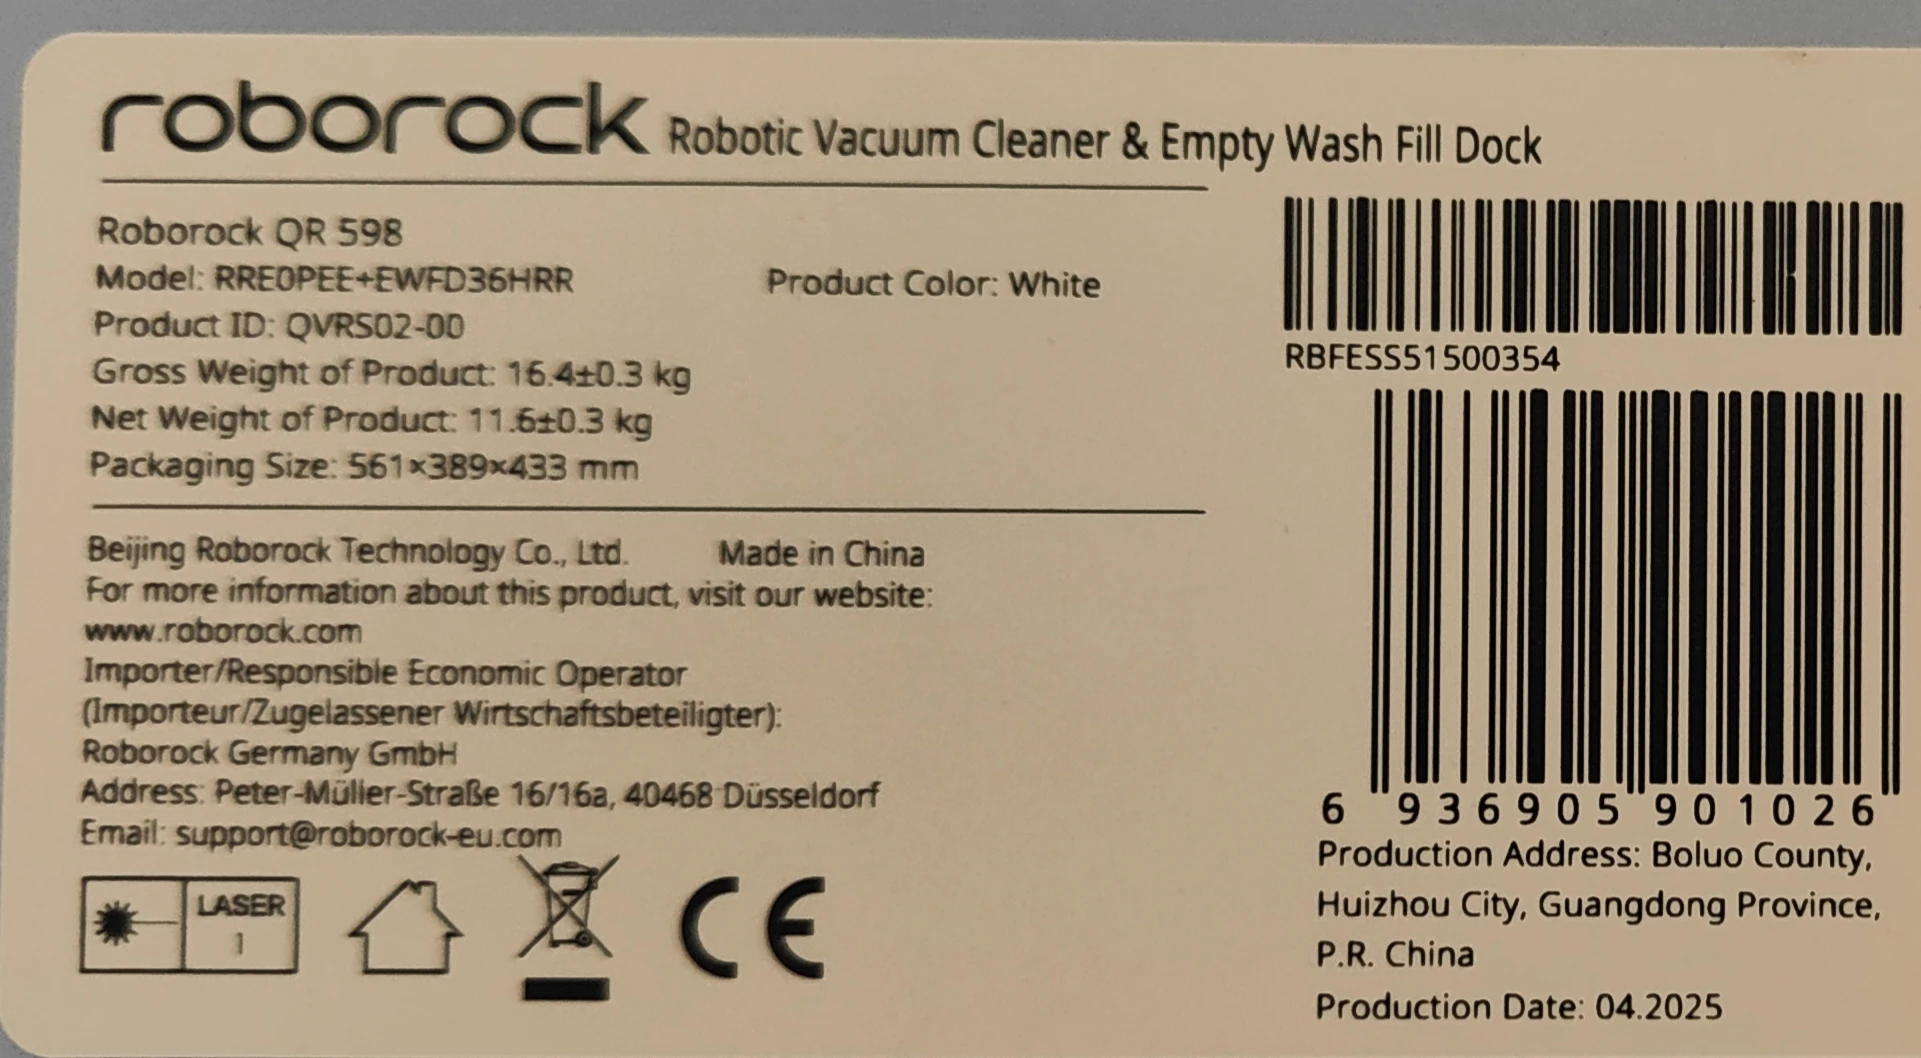 roborock Robotic Vacuum Cleaner & Empty Wash Fill Dock
Roborock QR 598
Model: RRE0PEE+EWFD36HRR Product Color: White
Product ID: QVRS02-00
Gross Weight of Product: 16.4±0.3 kg
Net Weight of Product: 11.6±0.3 kg
Packaging Size: 561×389×433 mm
RBFESS51500354
Beijing Roborock Technology Co., Ltd. Made in China
For more information about this product, visit our website:
www.roborock.com
Importer/Responsible Economic Operator
(Importeur/Zugelassener Wirtschaftsbeteiligter):
Roborock Germany GmbH
Address: Peter-Müller-Straße 16/16a, 40468 Düsseldorf
Email: support@roborock-eu.com
LASER
1
CE
6 936905 901026
Production Address: Boluo County,
Huizhou City, Guangdong Province,
P.R. China
Production Date: 04.2025